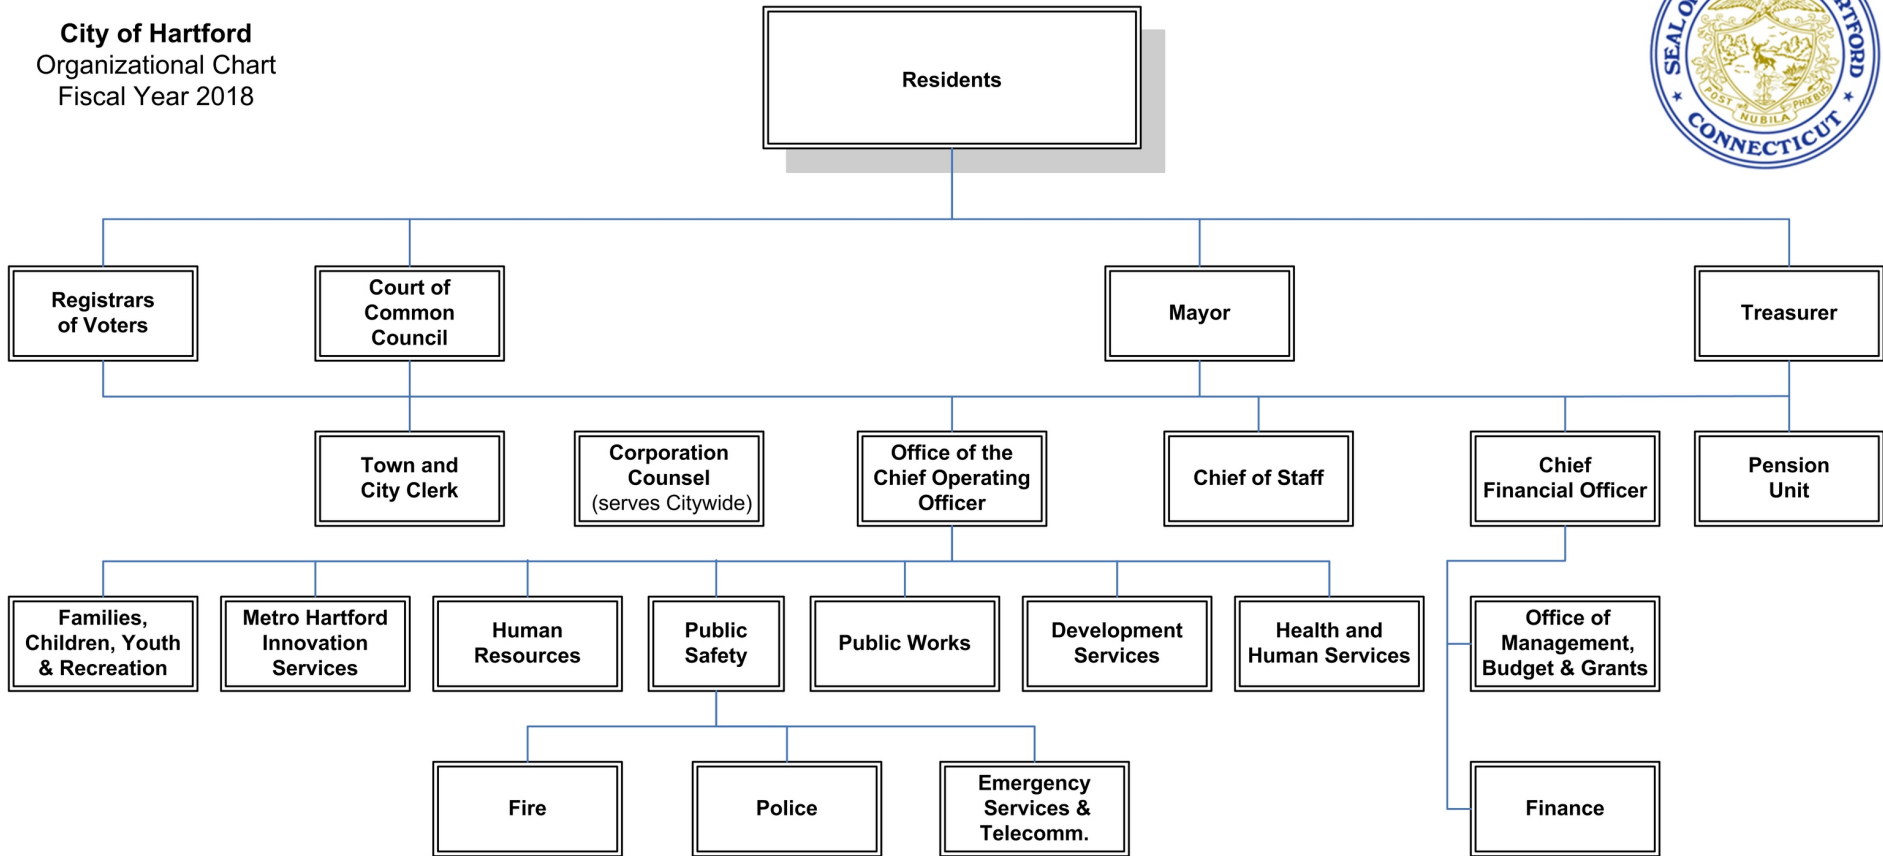 City of Hartford
Organizational Chart
Fiscal Year 2018
Residents
RTFORD
CONNECTICUT
POST
NUBILA
PHŒBUS
Registrars
of Voters
Court of
Common
Council
Mayor
Treasurer
Town and
City Clerk
Corporation
Counsel
(serves Citywide)
Office of the
Chief Operating
Officer
Chief of Staff
Chief
Financial Officer
Pension
Unit
Families,
Children, Youth
& Recreation
Metro Hartford
Innovation
Services
Human
Resources
Public
Safety
Public Works
Development
Services
Health and
Human Services
Office of
Management,
Budget & Grants
Fire
Police
Emergency
Services &
Telecomm.
Finance